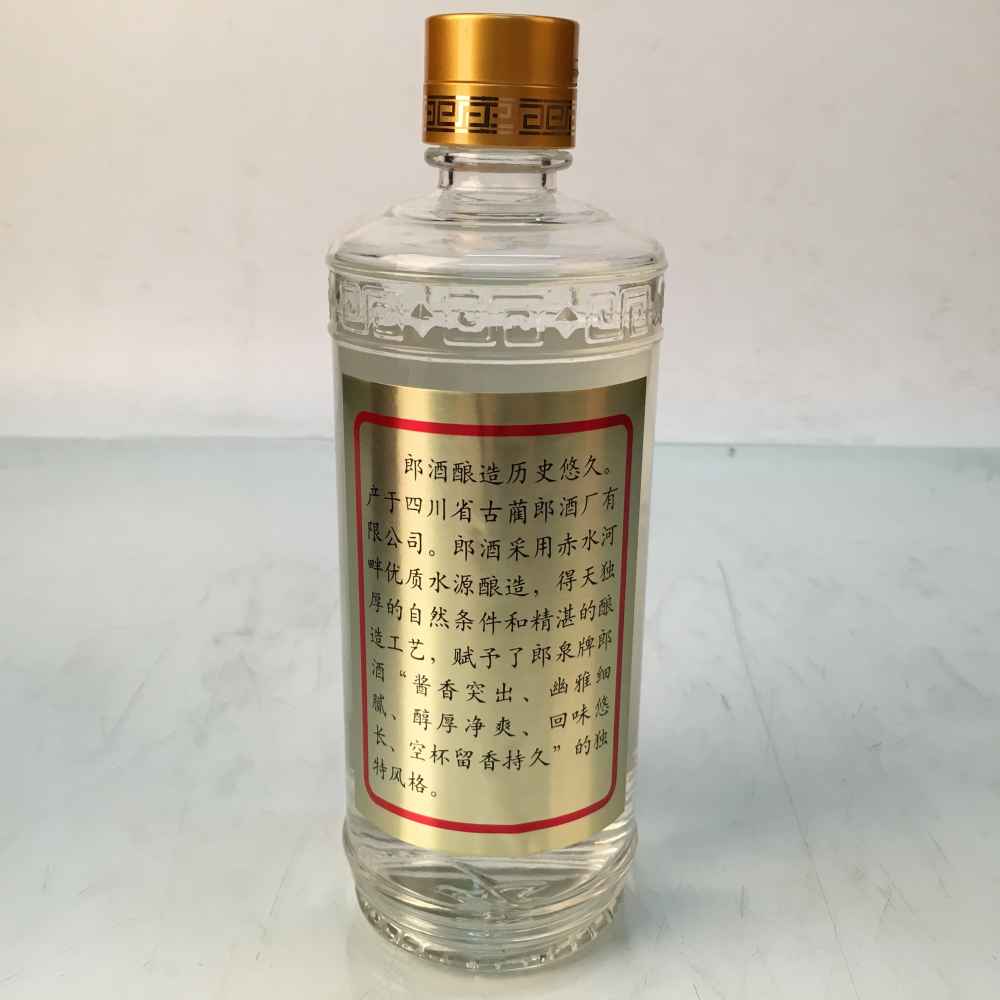 郎酒酿造历史悠久。
产于四川省古蔺郎酒厂有
限公司。郎酒采用赤水河
畔优质水源酿造，得天独
厚的自然条件和精湛的酿
造工艺，赋予了郎泉牌郎
酒“酱香突出、幽雅细
腻、醇厚净爽、回味悠
长、空杯留香持久”的独
特风格。